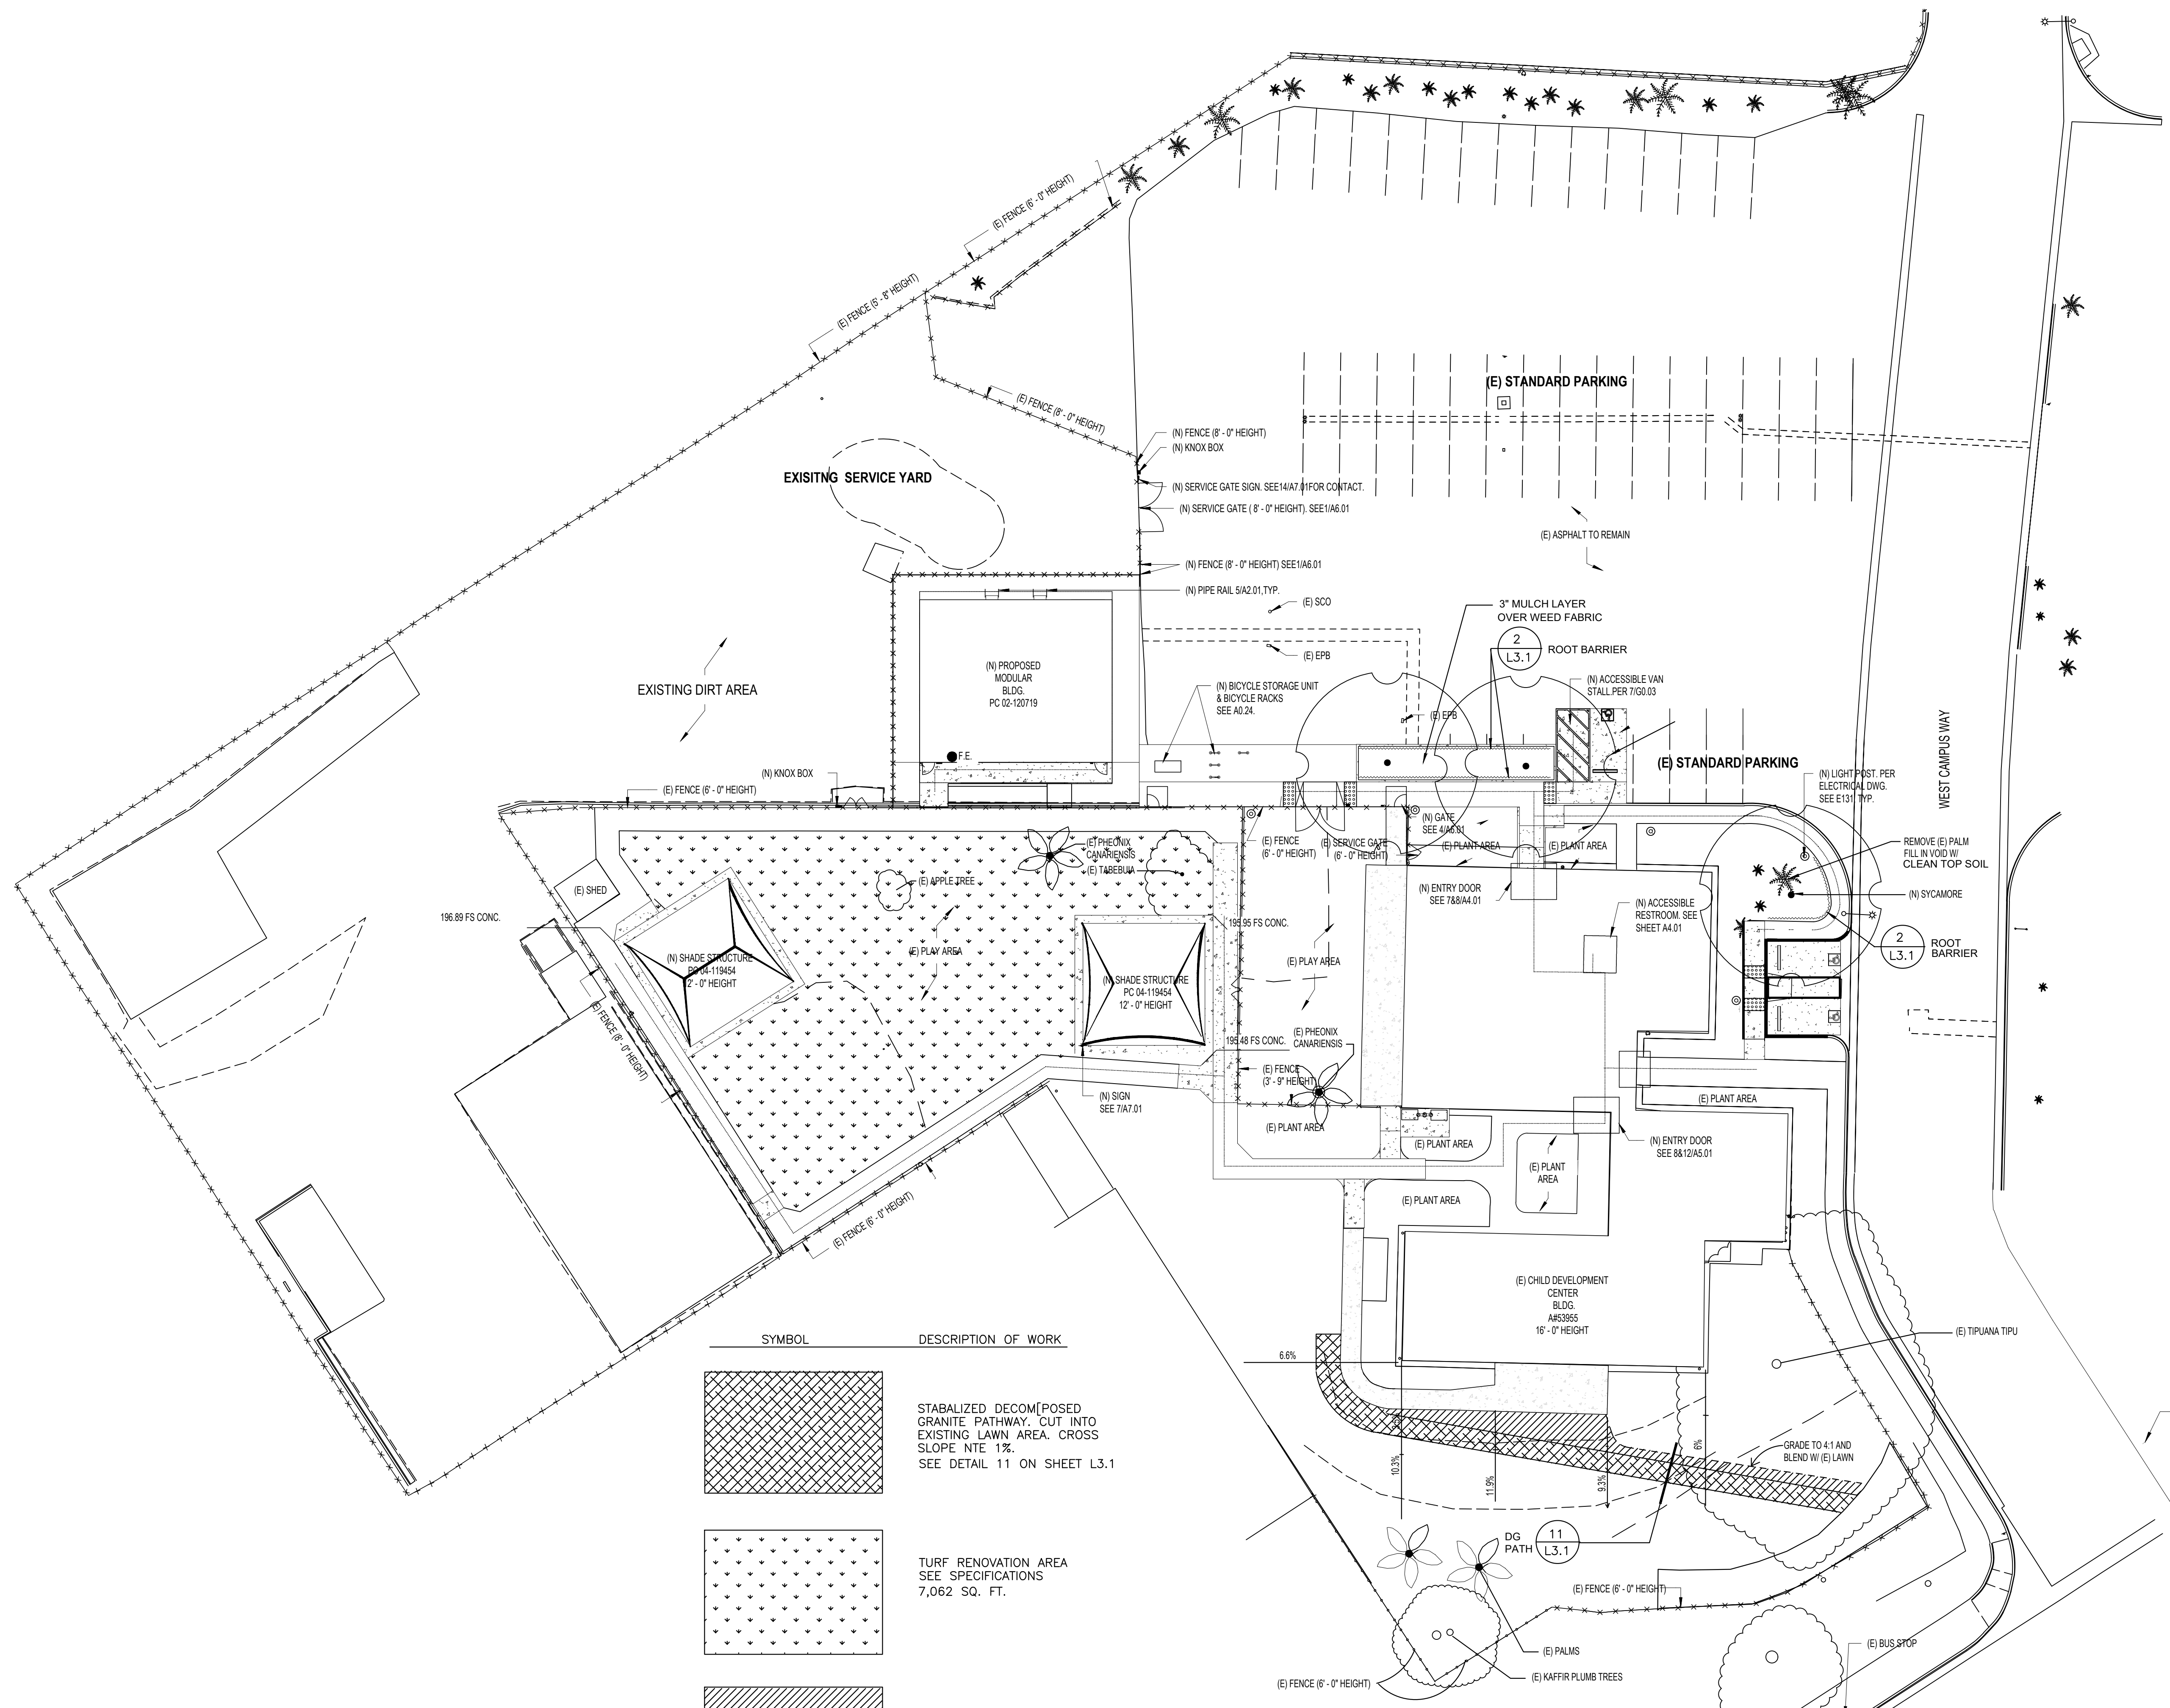 (E) FENCE (6' - 0" HEIGHT)
(E) FENCE (5' - 8" HEIGHT)
(E) FENCE (8' - 0" HEIGHT)
(E) STANDARD PARKING
(N) FENCE (8' - 0" HEIGHT)
(N) KNOX BOX
EXISITNG SERVICE YARD
(N) SERVICE GATE SIGN. SEE14/A7.01FOR CONTACT.
(N) SERVICE GATE ( 8' - 0" HEIGHT). SEE1/A6.01
(E) ASPHALT TO REMAIN
(N) FENCE (8' - 0" HEIGHT) SEE1/A6.01
(N) PIPE RAIL 5/A2.01,TYP.
(E) SCO
3" MULCH LAYER
OVER WEED FABRIC
2
L3.1
ROOT BARRIER
(E) EPB
(N) PROPOSED
MODULAR
BLDG.
PC 02-120719
EXISTING DIRT AREA
(N) BICYCLE STORAGE UNIT
& BICYCLE RACKS
SEE A0.24.
(N) ACCESSIBLE VAN
STALL.PER 7/G0.03
(E) EPB
WEST CAMPUS WAY
F.E.
(E) STANDARD PARKING
(N) KNOX BOX
(N) LIGHT POST. PER
ELECTRICAL DWG.
SEE E131, TYP.
(E) FENCE (6' - 0" HEIGHT)
(N) GATE
SEE 4/A6.01
(E) FENCE
(6' - 0" HEIGHT)
(E) SERVICE GATE
(6' - 0" HEIGHT)
(E) PLANT AREA
(E) PLANT AREA
REMOVE (E) PALM
FILL IN VOID W/
CLEAN TOP SOIL
(E) PHEONIX
CANARIENSIS
(E) TABEBUIA
(E) APPLE TREE
(E) SHED
(N) ENTRY DOOR
SEE 7&8/A4.01
(N) SYCAMORE
(N) ACCESSIBLE
RESTROOM. SEE
SHEET A4.01
196.89 FS CONC.
195.95 FS CONC.
2
L3.1
ROOT
BARRIER
(E) PLAY AREA
(N) SHADE STRUCTURE
PC 04-119454
12' - 0" HEIGHT
(E) PLAY AREA
(N) SHADE STRUCTURE
PC 04-119454
12' - 0" HEIGHT
(E) FENCE (8' - 0" HEIGHT)
195.48 FS CONC.
(E) PHEONIX
CANARIENSIS
(E) FENCE
(3' - 9" HEIGHT)
(N) SIGN
SEE 7/A7.01
(E) PLANT AREA
(E) PLANT AREA
(E) PLANT AREA
(N) ENTRY DOOR
SEE 8&12/A5.01
(E) PLANT
AREA
(E) PLANT AREA
(E) FENCE (6' - 0" HEIGHT)
(E) CHILD DEVELOPMENT
CENTER
BLDG.
A#53955
16' - 0" HEIGHT
(E) TIPUANA TIPU
SYMBOL DESCRIPTION OF WORK
6.6%
STABALIZED DECOM[POSED
GRANITE PATHWAY. CUT INTO
EXISTING LAWN AREA. CROSS
SLOPE NTE 1%.
SEE DETAIL 11 ON SHEET L3.1
6%
GRADE TO 4:1 AND
BLEND W/ (E) LAWN
10.3%
11.9%
9.3%
DG
PATH
11
L3.1
TURF RENOVATION AREA
SEE SPECIFICATIONS
7,062 SQ. FT.
(E) FENCE (6' - 0" HEIGHT)
(E) BUS STOP
(E) PALMS
(E) KAFFIR PLUMB TREES
(E) FENCE (6' - 0" HEIGHT)